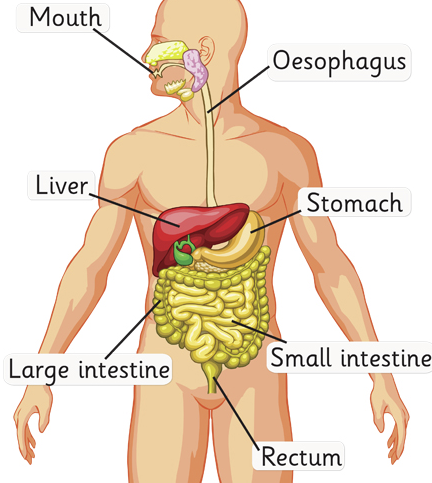 Mouth
Oesophagus
Liver
Stomach
Large intestine
Small intestine
Rectum